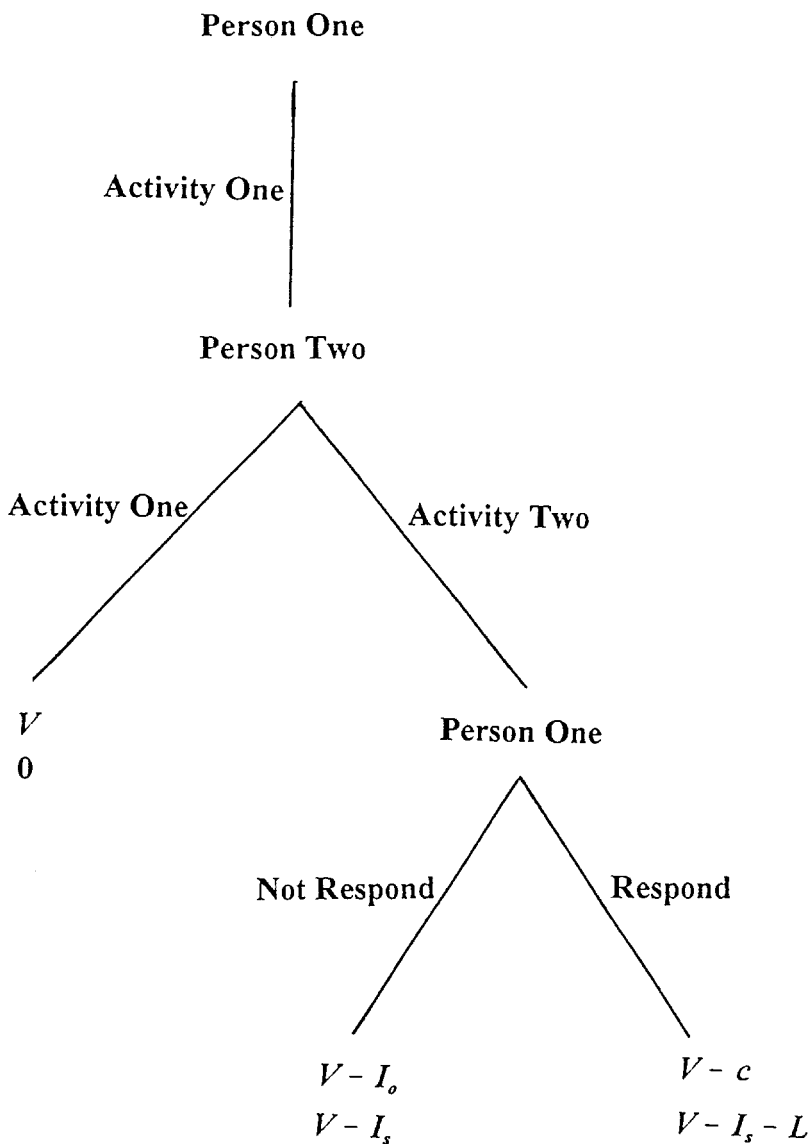 Person One
Activity One
Person Two
Activity One
Activity Two
V
0
Person One
Not Respond
Respond
V - I_o
V - I_s
V - c
V - I_s - L